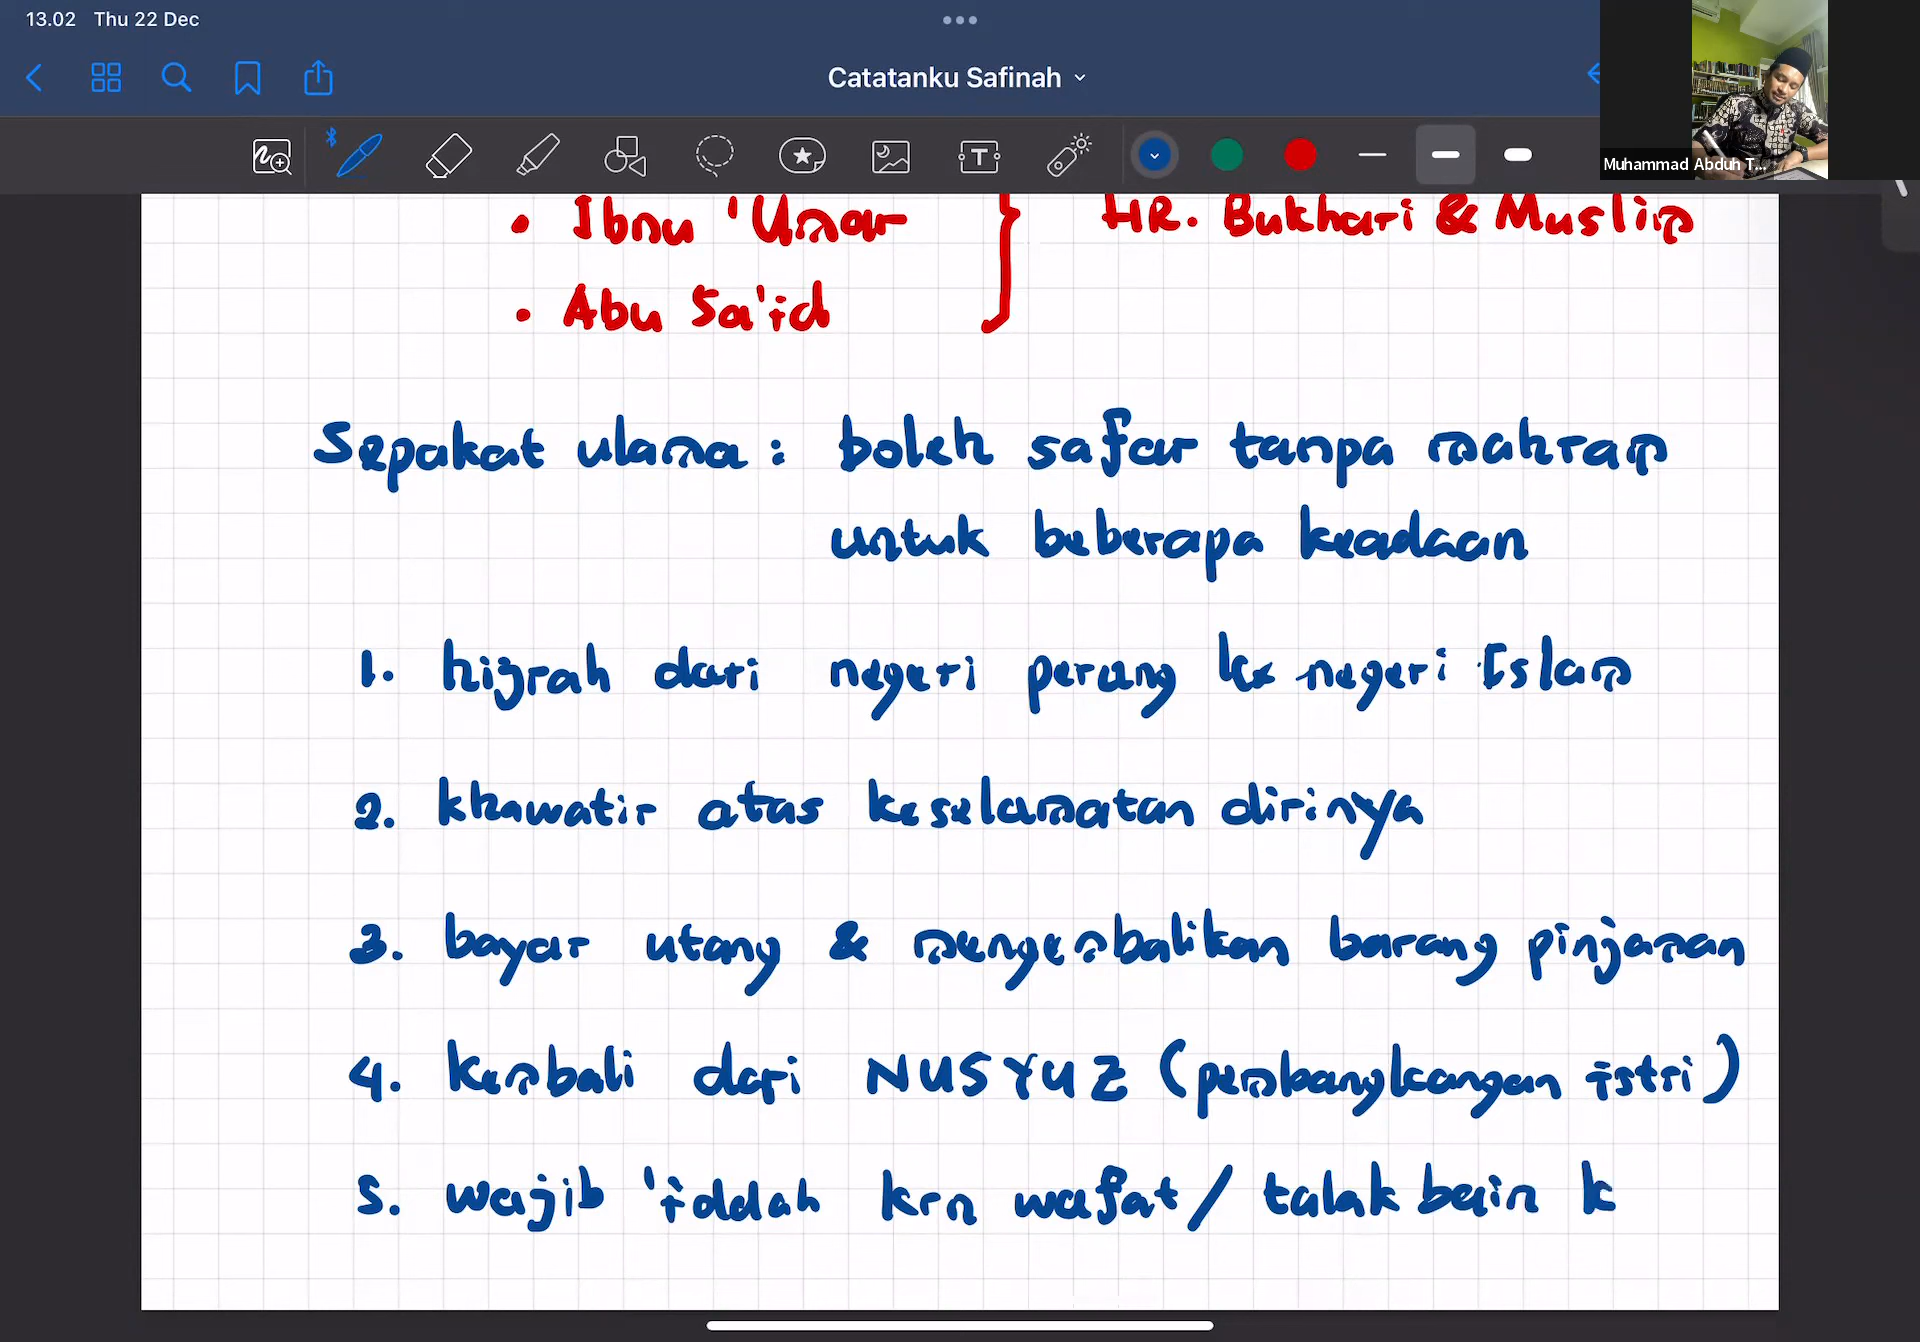 13.02 Thu 22 Dec
Catatanku Safinah
Muhammad Abduh T...
• Ibnu 'Umar
HR. Bukhari & Muslim
• Abu Sa'id
Sepakat ulama : boleh safar tanpa mahram
untuk beberapa keadaan
1. hijrah dari negeri perang ke negeri Islam
2. khawatir atas keselamatan dirinya
3. bayar utang & mengembalikan barang pinjaman
4. kembali dari NUSYUZ (pembangkangan istri)
5. wajib 'iddah krn wafat / talak bain k